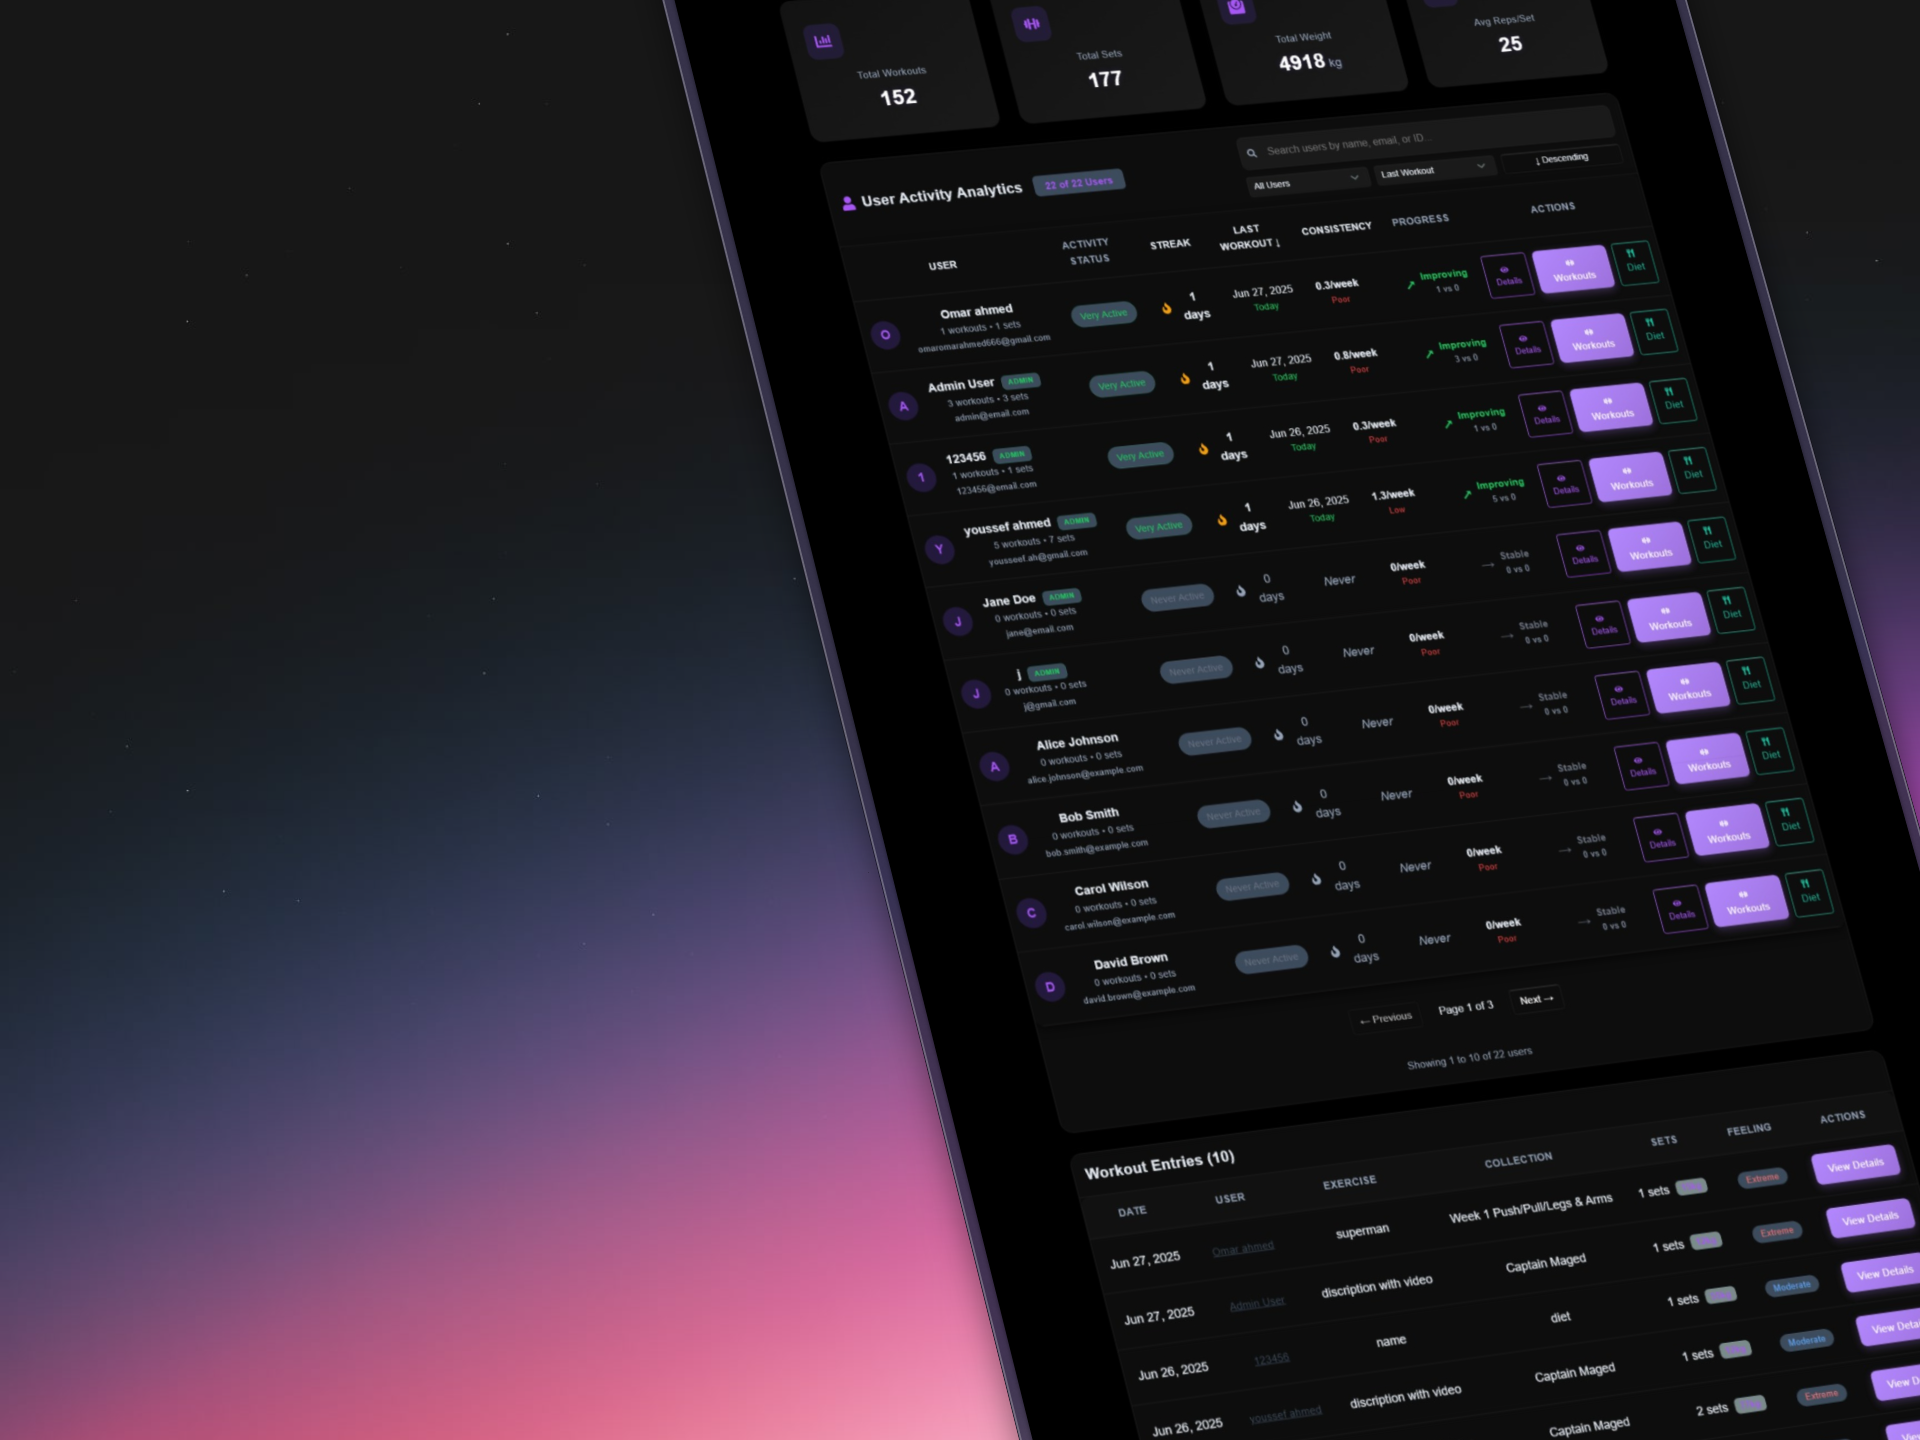 Total Workouts
152
Total Sets
177
Total Weight
4918 kg
Avg Reps/Set
25
User Activity Analytics
22 of 22 Users
Search users by name, email, or ID...
All Users
Last Workout
↓ Descending
USER
ACTIVITY STATUS
STREAK
LAST WORKOUT ↓
CONSISTENCY
PROGRESS
ACTIONS
O
Omar ahmed
1 workouts • 1 sets
omaromarahmed666@gmail.com
Very Active
1 days
Jun 27, 2025
Today
0.3/week
Poor
↗ Improving
1 vs 0
Details
Workouts
Diet
A
Admin User ADMIN
3 workouts • 3 sets
admin@email.com
Very Active
1 days
Jun 27, 2025
Today
0.8/week
Poor
↗ Improving
3 vs 0
Details
Workouts
Diet
1
123456 ADMIN
1 workouts • 1 sets
123456@email.com
Very Active
1 days
Jun 26, 2025
Today
0.3/week
Poor
↗ Improving
1 vs 0
Details
Workouts
Diet
Y
youssef ahmed ADMIN
5 workouts • 7 sets
yousseef.ah@gmail.com
Very Active
1 days
Jun 26, 2025
Today
1.3/week
Low
↗ Improving
5 vs 0
Details
Workouts
Diet
J
Jane Doe ADMIN
0 workouts • 0 sets
jane@email.com
Never Active
0 days
Never
0/week
Poor
→ Stable
0 vs 0
Details
Workouts
Diet
J
j ADMIN
0 workouts • 0 sets
j@gmail.com
Never Active
0 days
Never
0/week
Poor
→ Stable
0 vs 0
Details
Workouts
Diet
A
Alice Johnson
0 workouts • 0 sets
alice.johnson@example.com
Never Active
0 days
Never
0/week
Poor
→ Stable
0 vs 0
Details
Workouts
Diet
B
Bob Smith
0 workouts • 0 sets
bob.smith@example.com
Never Active
0 days
Never
0/week
Poor
→ Stable
0 vs 0
Details
Workouts
Diet
C
Carol Wilson
0 workouts • 0 sets
carol.wilson@example.com
Never Active
0 days
Never
0/week
Poor
→ Stable
0 vs 0
Details
Workouts
Diet
D
David Brown
0 workouts • 0 sets
david.brown@example.com
Never Active
0 days
Never
0/week
Poor
→ Stable
0 vs 0
Details
Workouts
Diet
← Previous
Page 1 of 3
Next →
Showing 1 to 10 of 22 users
Workout Entries (10)
DATE
USER
EXERCISE
COLLECTION
SETS
FEELING
ACTIONS
Jun 27, 2025
Omar ahmed
superman
Week 1 Push/Pull/Legs & Arms
1 sets
Extreme
View Details
Jun 27, 2025
Admin User
discription with video
Captain Maged
1 sets
Extreme
View Details
Jun 26, 2025
123456
name
diet
1 sets
Moderate
View Details
Jun 26, 2025
youssef ahmed
discription with video
Captain Maged
1 sets
Moderate
View Detai
Captain Maged
2 sets
Extreme
View D